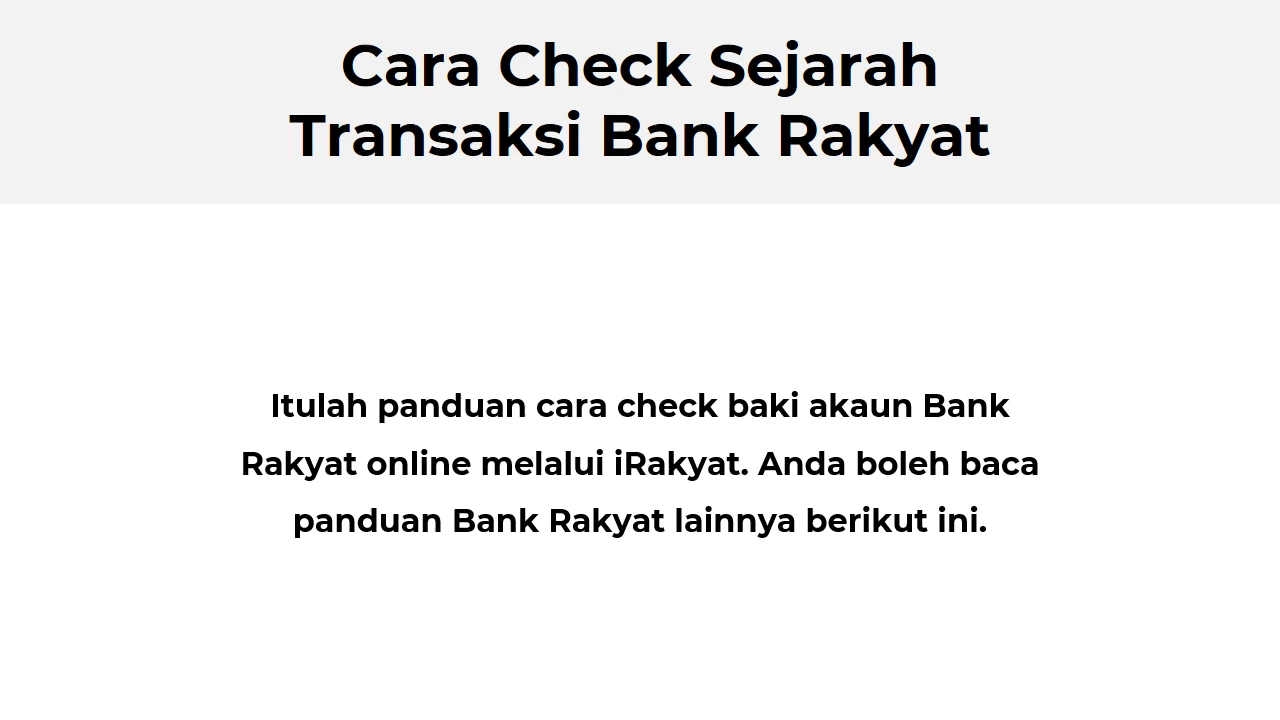 Cara Check Sejarah
Transaksi Bank Rakyat
Itulah panduan cara check baki akaun Bank
Rakyat online melalui iRakyat. Anda boleh baca
panduan Bank Rakyat lainnya berikut ini.